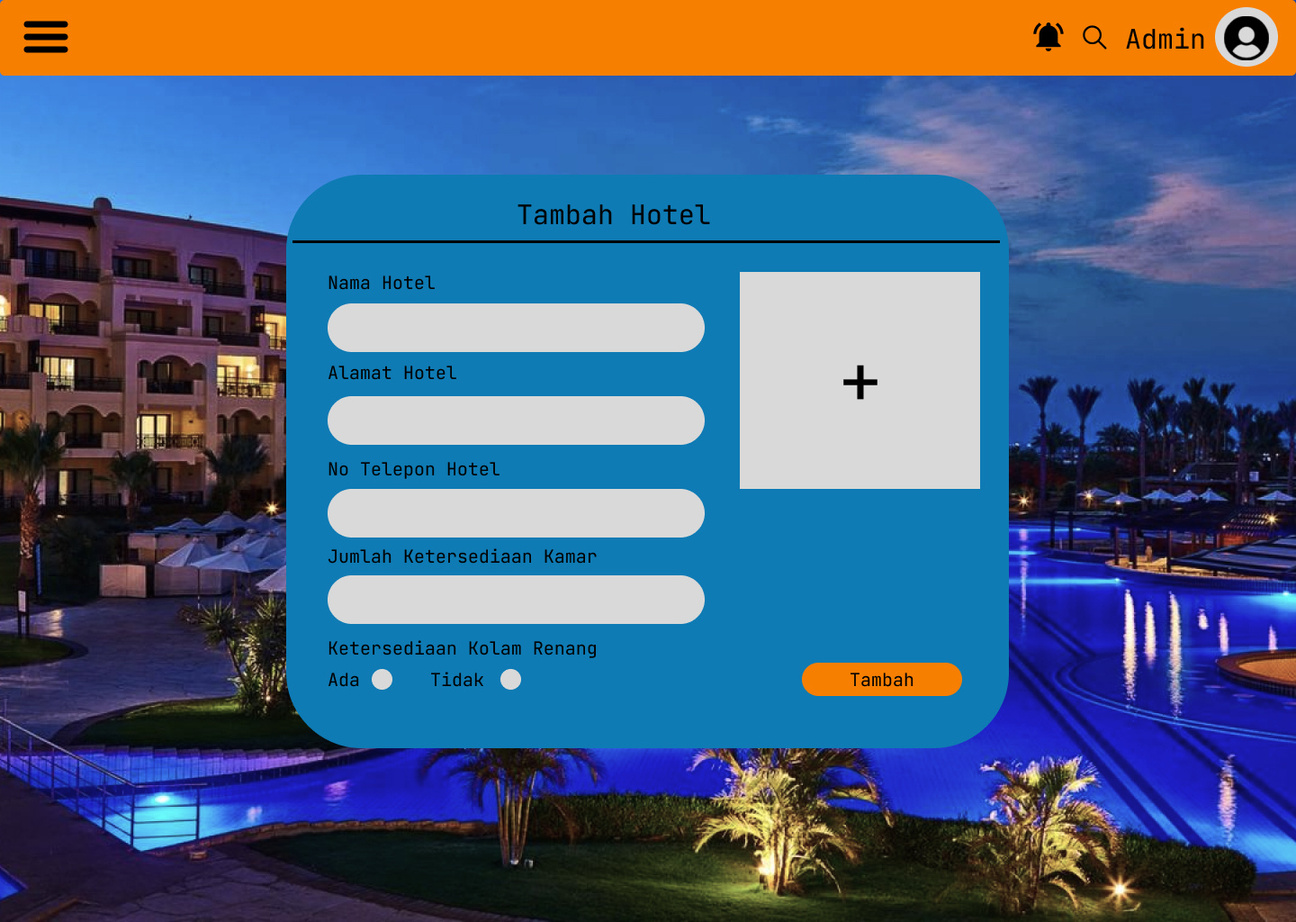 Admin
Tambah Hotel
Nama Hotel
Alamat Hotel
No Telepon Hotel
Jumlah Ketersediaan Kamar
Ketersediaan Kolam Renang
Ada Tidak
Tambah